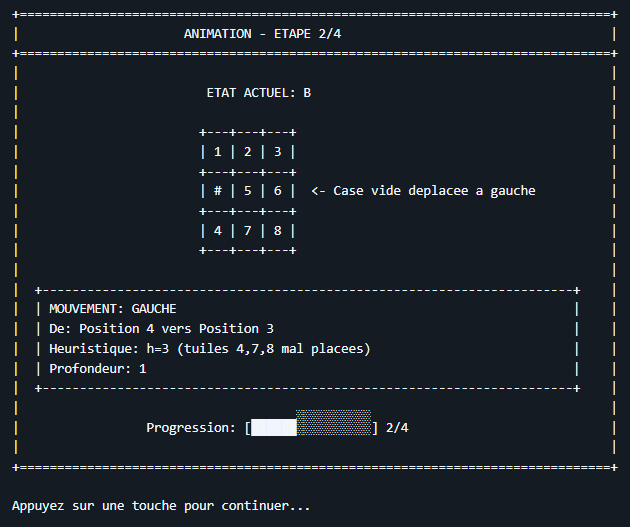 +===============================================================================+
| ANIMATION - ETAPE 2/4 |
+===============================================================================+
ETAT ACTUEL: B
+---+---+---+
| 1 | 2 | 3 |
+---+---+---+
| # | 5 | 6 | <- Case vide deplacee a gauche
+---+---+---+
| 4 | 7 | 8 |
+---+---+---+
+-----------------------------------------------------------------------+
| MOUVEMENT: GAUCHE |
| De: Position 4 vers Position 3 |
| Heuristique: h=3 (tuiles 4,7,8 mal placees) |
| Profondeur: 1 |
+-----------------------------------------------------------------------+
Progression: [██████░░░░░░░░░░] 2/4
+===============================================================================+
Appuyez sur une touche pour continuer...